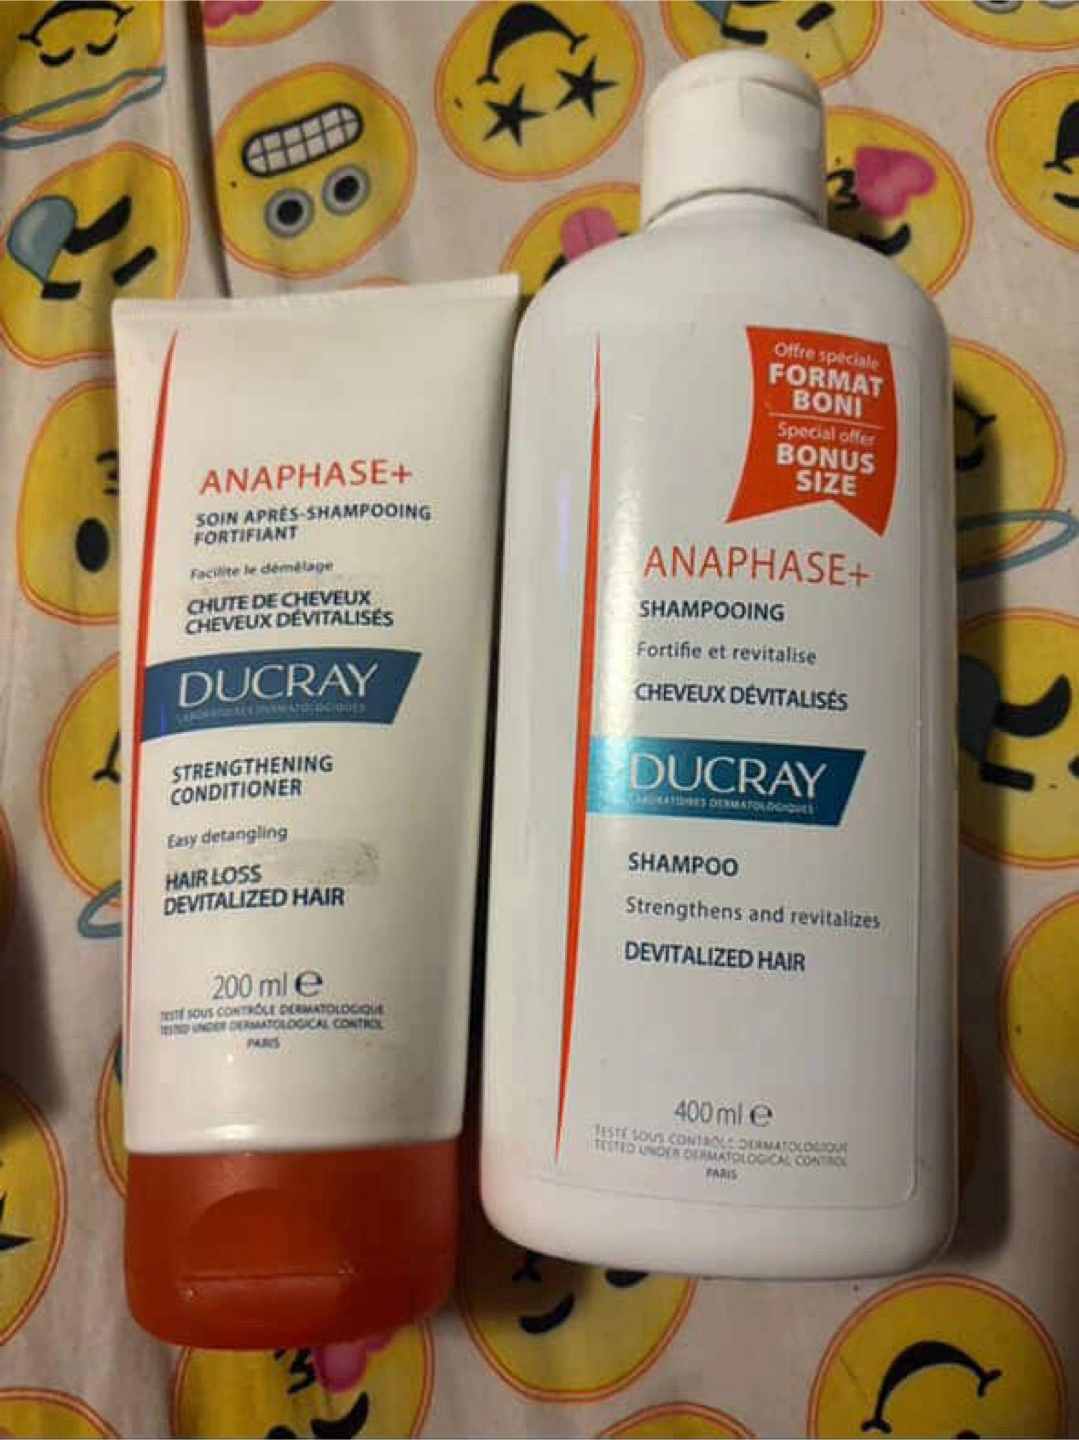 ANAPHASE+
SOIN APRÈS-SHAMPOOING
FORTIFIANT
Facilite le démêlage
CHUTE DE CHEVEUX
CHEVEUX DÉVITALISÉS
DUCRAY
LABORATOIRES DERMATOLOGIQUES
STRENGTHENING
CONDITIONER
Easy detangling
HAIR LOSS
DEVITALIZED HAIR
200 ml e
TESTÉ SOUS CONTRÔLE DERMATOLOGIQUE
TESTED UNDER DERMATOLOGICAL CONTROL
PARIS
Offre spéciale
FORMAT
BONI
Special offer
BONUS
SIZE
ANAPHASE+
SHAMPOOING
Fortifie et revitalise
CHEVEUX DÉVITALISÉS
DUCRAY
LABORATOIRES DERMATOLOGIQUES
SHAMPOO
Strengthens and revitalizes
DEVITALIZED HAIR
400 ml e
TESTÉ SOUS CONTRÔLE DERMATOLOGIQUE
TESTED UNDER DERMATOLOGICAL CONTROL
PARIS